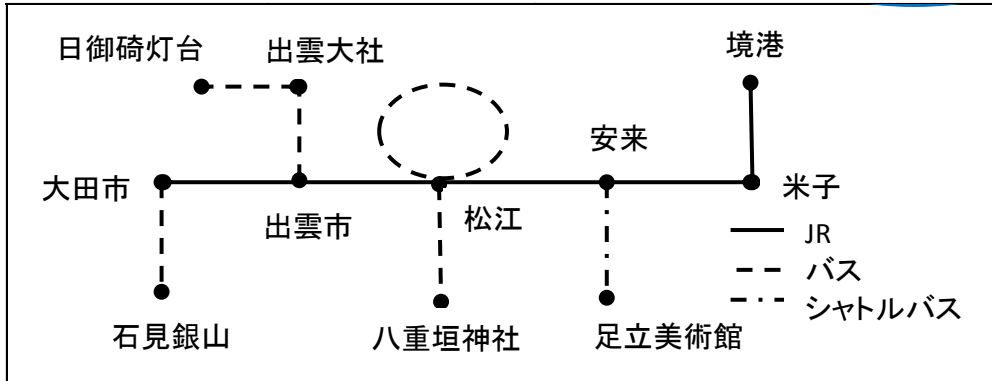 日御碕灯台
出雲大社
境港
安来
大田市
米子
出雲市
松江
JR
バス
シャトルバス
石見銀山
八重垣神社
足立美術館